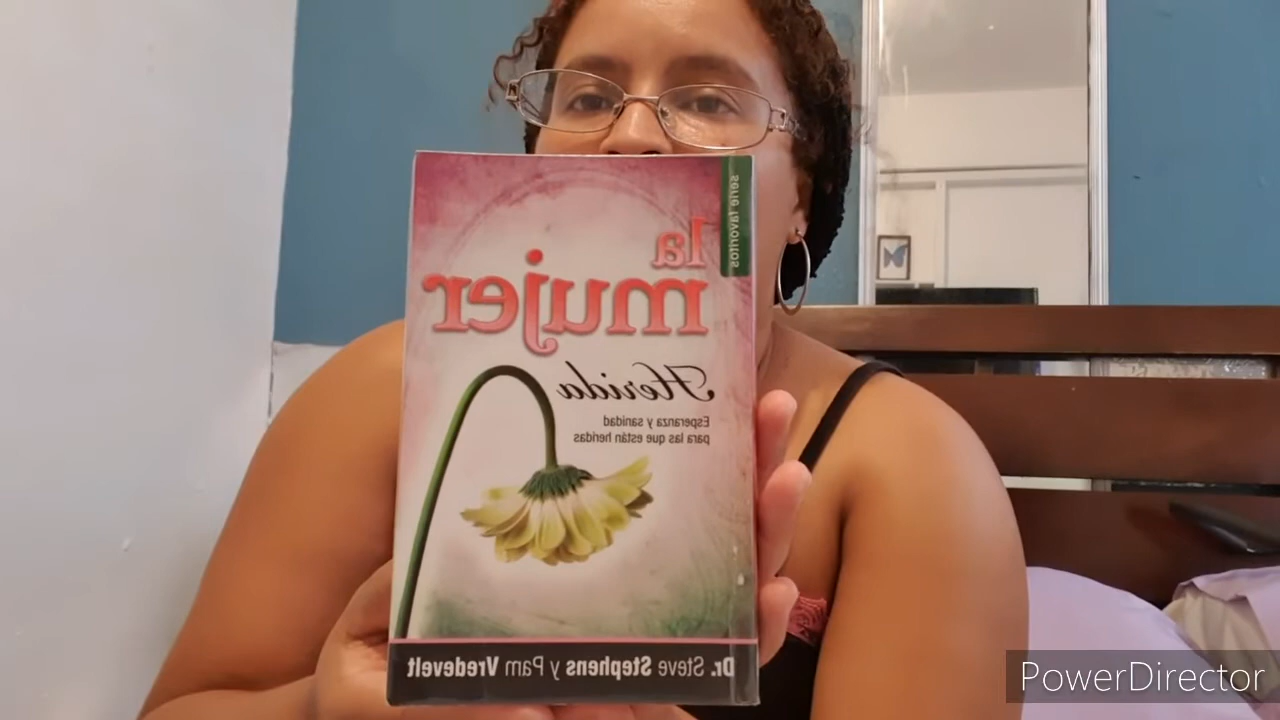 serie favoritos
la
mujer
Herida
Esperanza y sanidad
para las que están heridas
Dr. Steve Stephens y Pam Vredevelt
PowerDirector